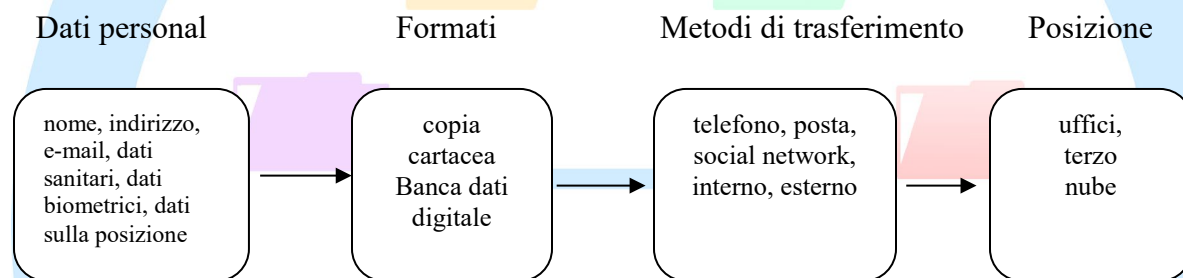 Dati personal
Formati
Metodi di trasferimento
Posizione
nome, indirizzo,
e-mail, dati
sanitari, dati
biometrici, dati
sulla posizione
copia
cartacea
Banca dati
digitale
telefono, posta,
social network,
interno, esterno
uffici,
terzo
nube